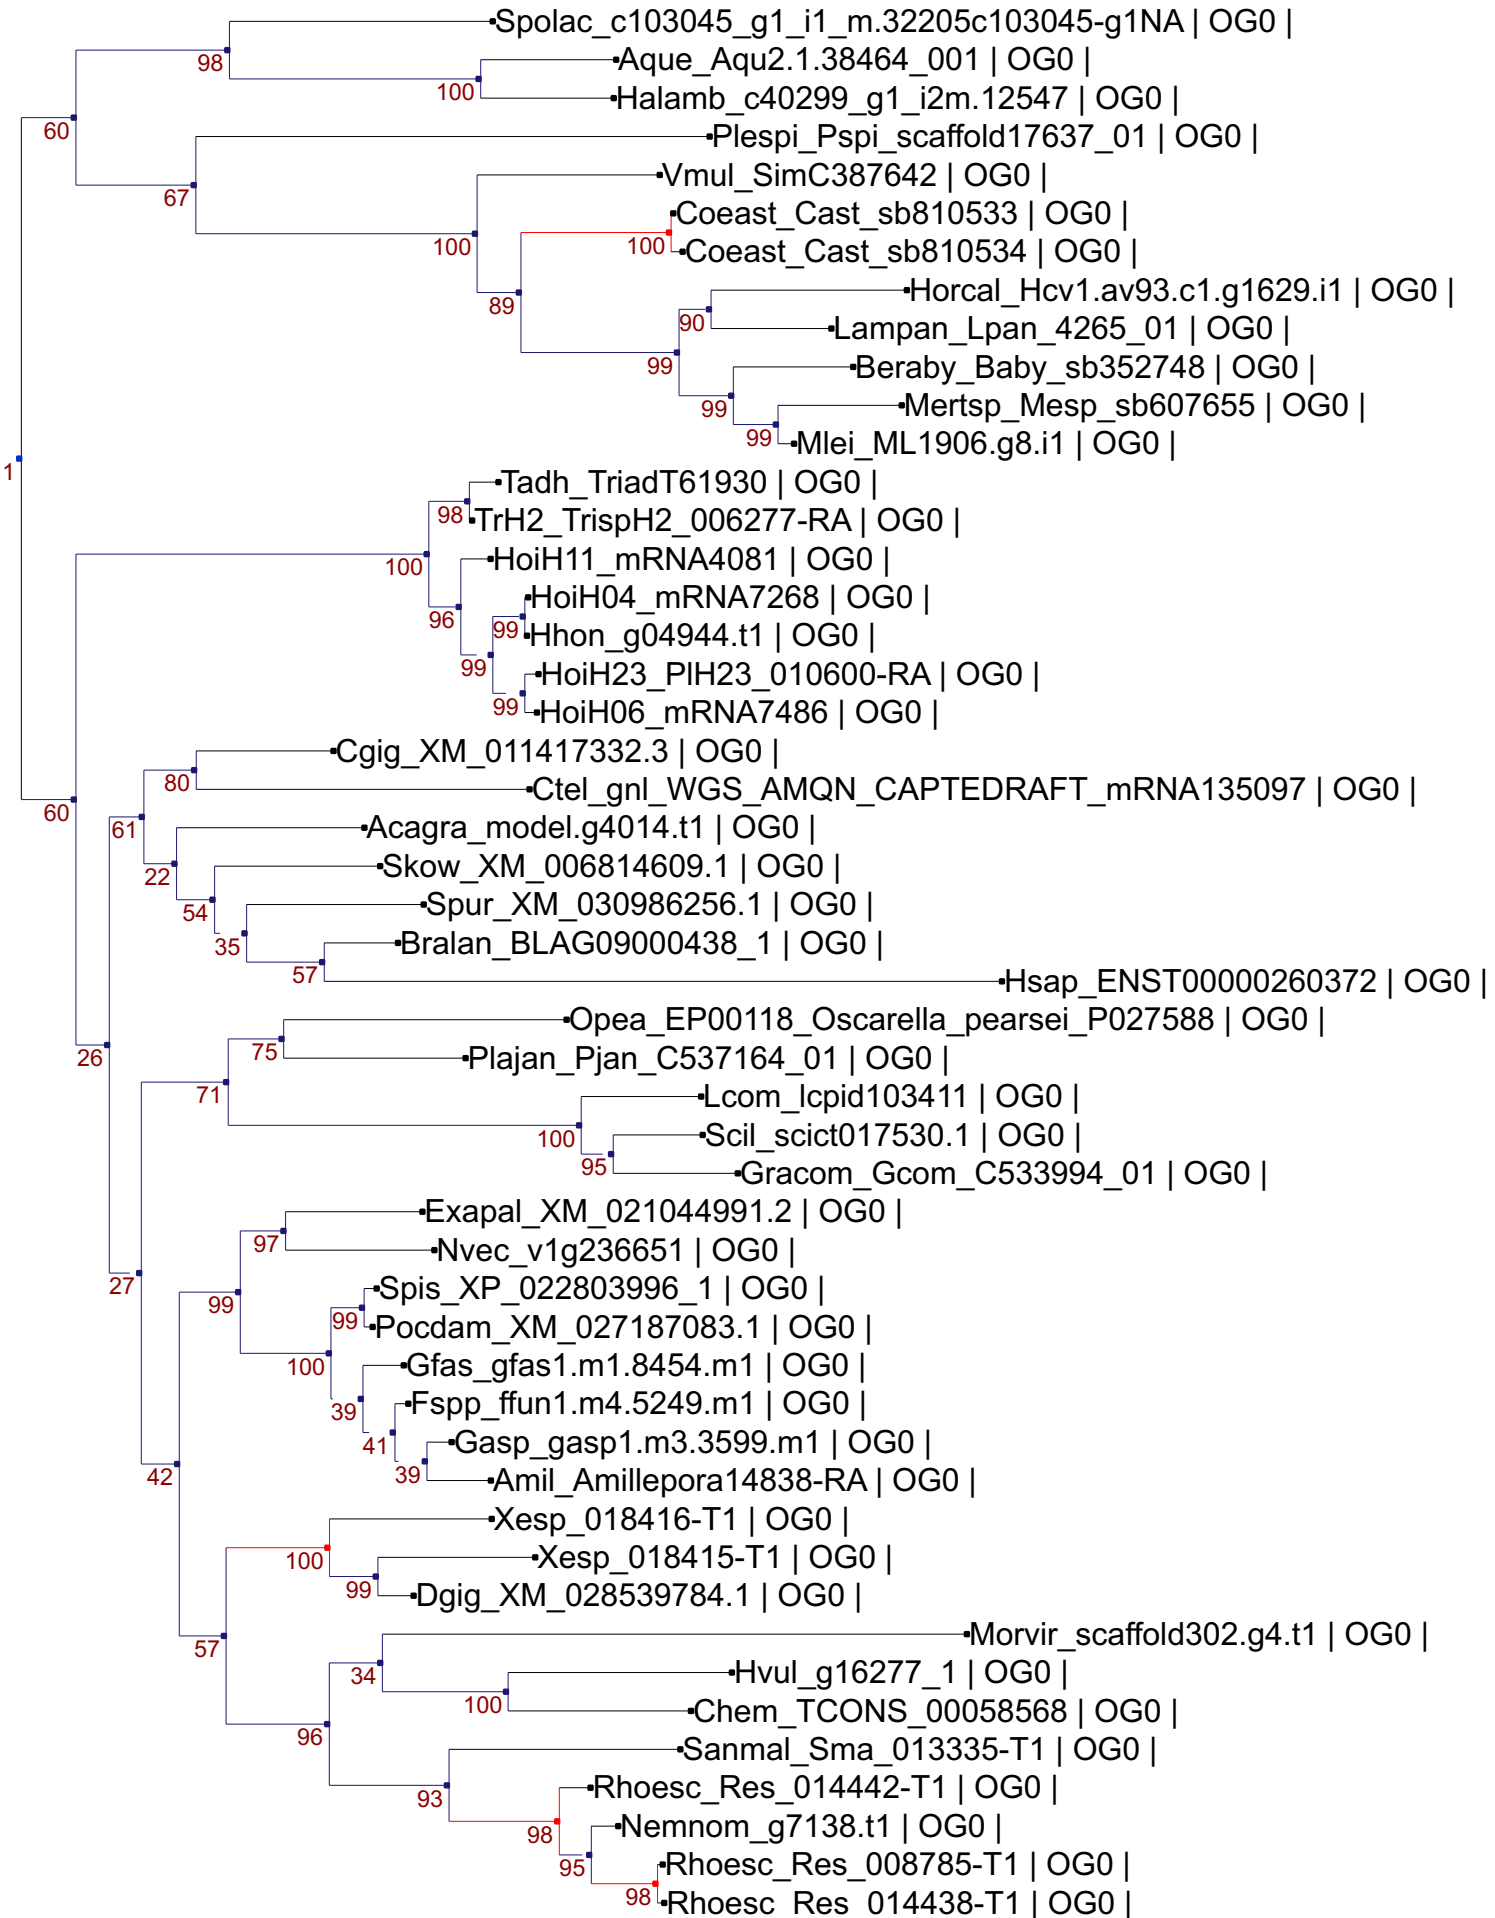 Spolac_c103045_g1_i1_m.32205c103045-g1NA | OG0 |
98
Aque_Aqu2.1.38464_001 | OG0 |
100
Halamb_c40299_g1_i2m.12547 | OG0 |
60
Plespi_Pspi_scaffold17637_01 | OG0 |
67
Vmul_SimC387642 | OG0 |
Coeast_Cast_sb810533 | OG0 |
100
100
Coeast_Cast_sb810534 | OG0 |
89
Horcal_Hcv1.av93.c1.g1629.i1 | OG0 |
90
Lampan_Lpan_4265_01 | OG0 |
99
Beraby_Baby_sb352748 | OG0 |
99
Mertsp_Mesp_sb607655 | OG0 |
99
Mlei_ML1906.g8.i1 | OG0 |
1
Tadh_TriadT61930 | OG0 |
98
TrH2_TrispH2_006277-RA | OG0 |
100
HoiH11_mRNA4081 | OG0 |
96
HoiH04_mRNA7268 | OG0 |
99
Hhon_g04944.t1 | OG0 |
99
HoiH23_PlH23_010600-RA | OG0 |
99
HoiH06_mRNA7486 | OG0 |
Cgig_XM_011417332.3 | OG0 |
80
Ctel_gnl_WGS_AMQN_CAPTEDRAFT_mRNA135097 | OG0 |
60
61
Acagra_model.g4014.t1 | OG0 |
22
Skow_XM_006814609.1 | OG0 |
54
Spur_XM_030986256.1 | OG0 |
35
Bralan_BLAG09000438_1 | OG0 |
57
Hsap_ENST00000260372 | OG0 |
Opea_EP00118_Oscarella_pearsei_P027588 | OG0 |
26
75
Plajan_Pjan_C537164_01 | OG0 |
71
Lcom_lcpid103411 | OG0 |
100
Scil_scict017530.1 | OG0 |
95
Gracom_Gcom_C533994_01 | OG0 |
Exapal_XM_021044991.2 | OG0 |
97
Nvec_v1g236651 | OG0 |
27
Spis_XP_022803996_1 | OG0 |
99
99
Pocdam_XM_027187083.1 | OG0 |
100
Gfas_gfas1.m1.8454.m1 | OG0 |
39
Fspp_ffun1.m4.5249.m1 | OG0 |
41
Gasp_gasp1.m3.3599.m1 | OG0 |
39
42
Amil_Amillepora14838-RA | OG0 |
Xesp_018416-T1 | OG0 |
100
Xesp_018415-T1 | OG0 |
99
Dgig_XM_028539784.1 | OG0 |
57
Morvir_scaffold302.g4.t1 | OG0 |
34
Hvul_g16277_1 | OG0 |
100
Chem_TCONS_00058568 | OG0 |
96
Sanmal_Sma_013335-T1 | OG0 |
93
Rhoesc_Res_014442-T1 | OG0 |
98
Nemnom_g7138.t1 | OG0 |
95
Rhoesc_Res_008785-T1 | OG0 |
98
Rhoesc_Res_014438-T1 | OG0 |